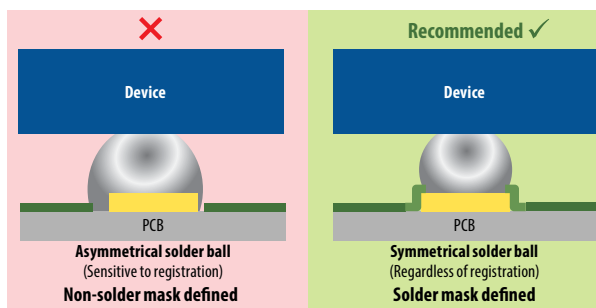 ✗
Device
PCB
Asymmetrical solder ball
(Sensitive to registration)
Non-solder mask defined
Recommended ✓
Device
PCB
Symmetrical solder ball
(Regardless of registration)
Solder mask defined